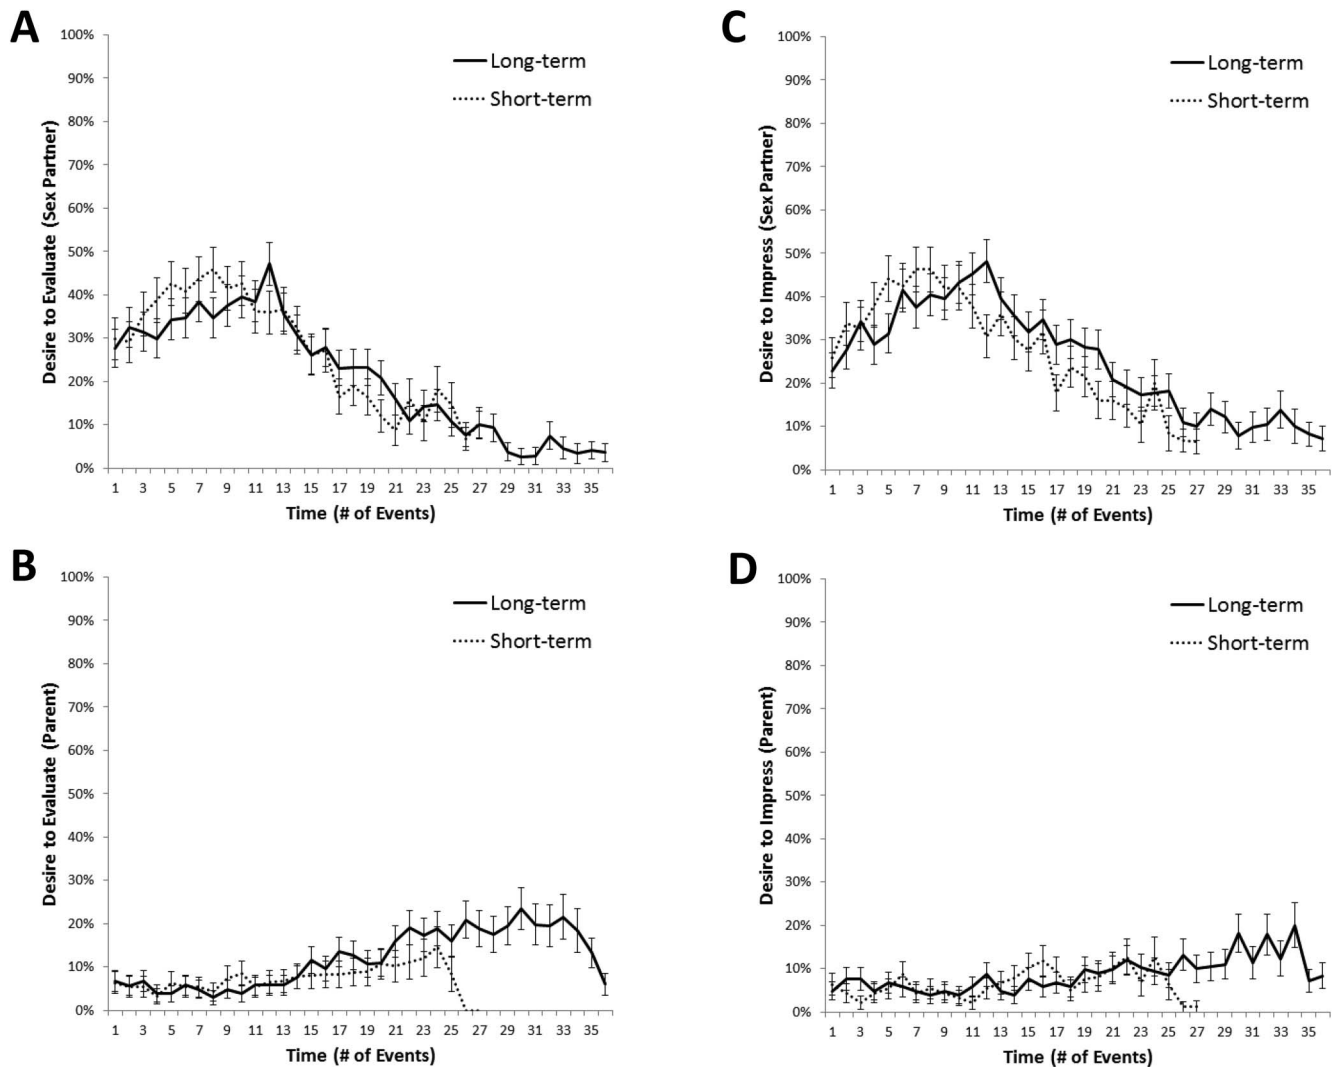 A
100%
90%
80%
70%
60%
50%
40%
30%
20%
10%
0%
Desire to Evaluate (Sex Partner)
Long-term
Short-term
1 3 5 7 9 11 13 15 17 19 21 23 25 27 29 31 33 35
Time (# of Events)
C
100%
90%
80%
70%
60%
50%
40%
30%
20%
10%
0%
Desire to Impress (Sex Partner)
Long-term
Short-term
1 3 5 7 9 11 13 15 17 19 21 23 25 27 29 31 33 35
Time (# of Events)
B
100%
90%
80%
70%
60%
50%
40%
30%
20%
10%
0%
Desire to Evaluate (Parent)
Long-term
Short-term
1 3 5 7 9 11 13 15 17 19 21 23 25 27 29 31 33 35
Time (# of Events)
D
100%
90%
80%
70%
60%
50%
40%
30%
20%
10%
0%
Desire to Impress (Parent)
Long-term
Short-term
1 3 5 7 9 11 13 15 17 19 21 23 25 27 29 31 33 35
Time (# of Events)